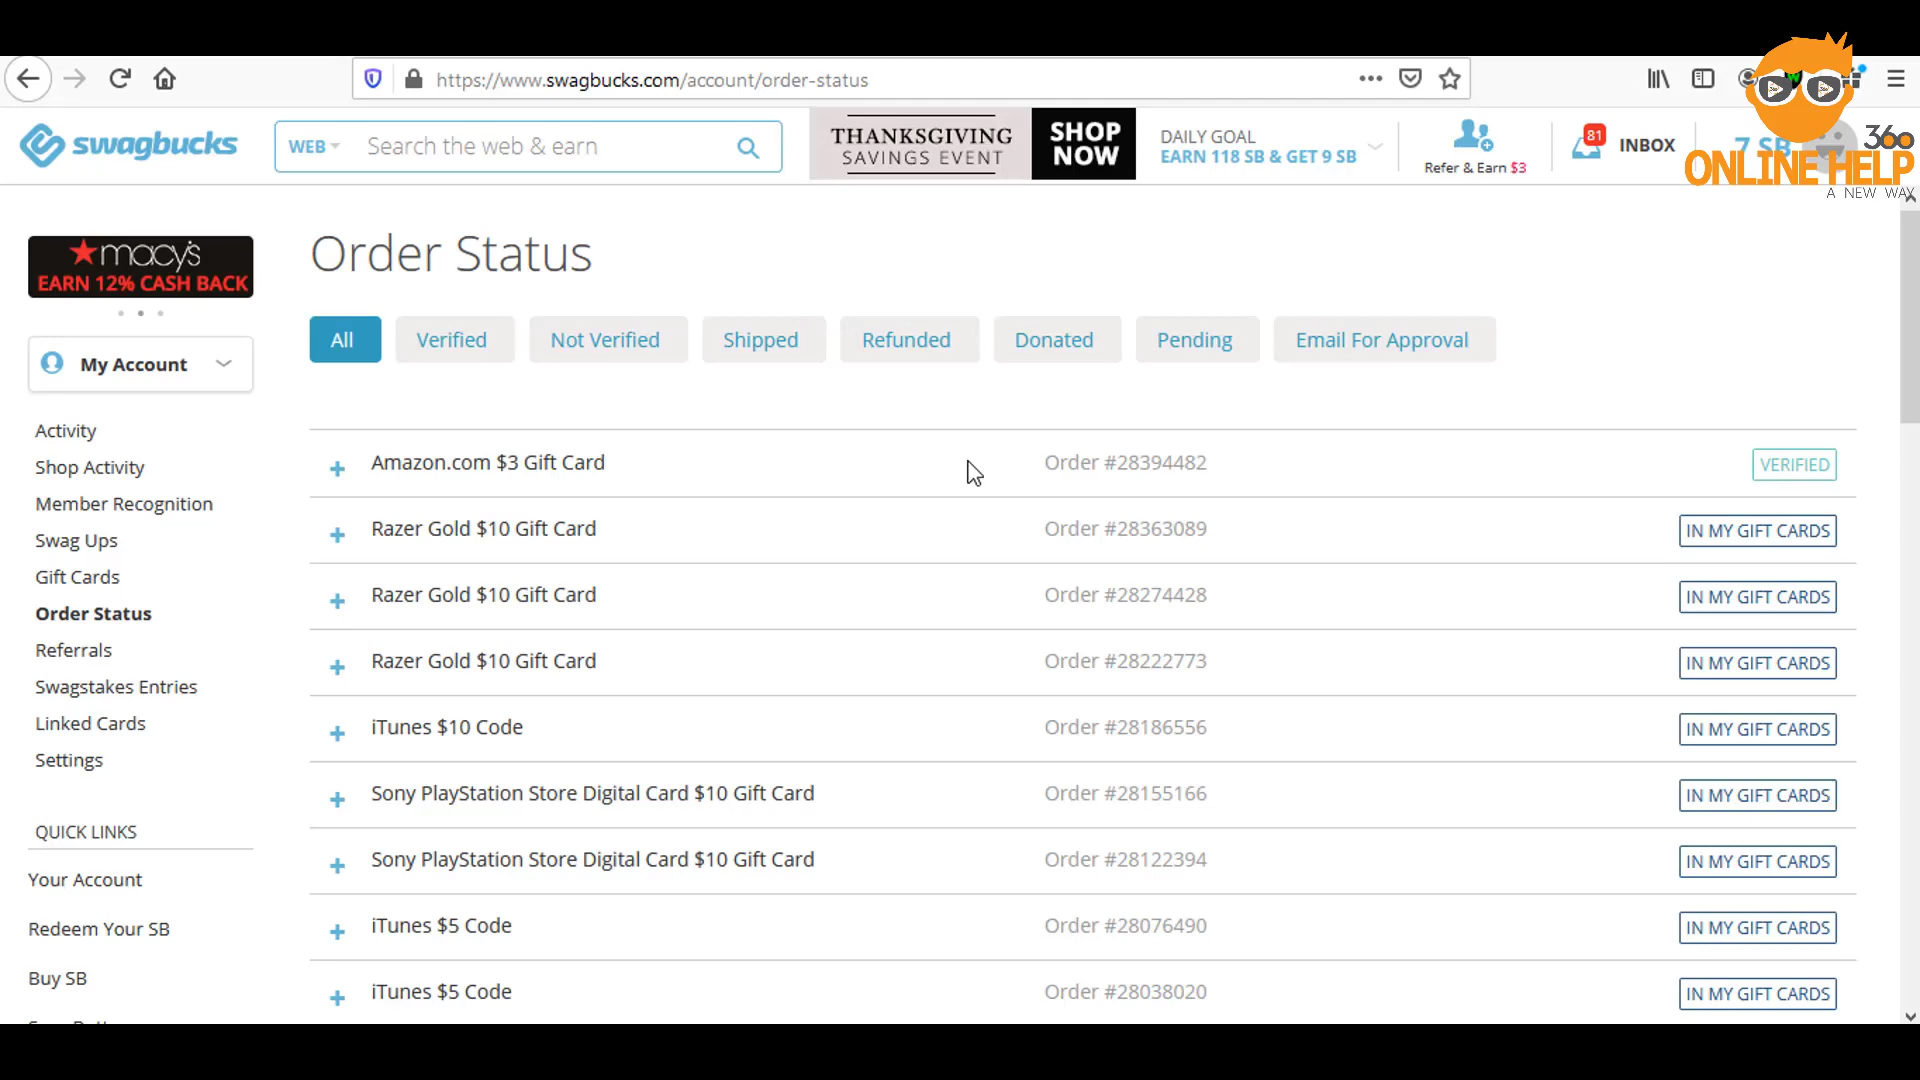 https://www.swagbucks.com/account/order-status
swagbucks
WEB
Search the web & earn
THANKSGIVING
SAVINGS EVENT
SHOP
NOW
DAILY GOAL
EARN 118 SB & GET 9 SB
Refer & Earn $3
81
INBOX
7 SB
360
ONLINE HELP
A NEW WAY
macy's
EARN 12% CASH BACK
My Account
Activity
Shop Activity
Member Recognition
Swag Ups
Gift Cards
Order Status
Referrals
Swagstakes Entries
Linked Cards
Settings
QUICK LINKS
Your Account
Redeem Your SB
Buy SB
Order Status
All
Verified
Not Verified
Shipped
Refunded
Donated
Pending
Email For Approval
Amazon.com $3 Gift Card Order #28394482 VERIFIED
Razer Gold $10 Gift Card Order #28363089 IN MY GIFT CARDS
Razer Gold $10 Gift Card Order #28274428 IN MY GIFT CARDS
Razer Gold $10 Gift Card Order #28222773 IN MY GIFT CARDS
iTunes $10 Code Order #28186556 IN MY GIFT CARDS
Sony PlayStation Store Digital Card $10 Gift Card Order #28155166 IN MY GIFT CARDS
Sony PlayStation Store Digital Card $10 Gift Card Order #28122394 IN MY GIFT CARDS
iTunes $5 Code Order #28076490 IN MY GIFT CARDS
iTunes $5 Code Order #28038020 IN MY GIFT CARDS